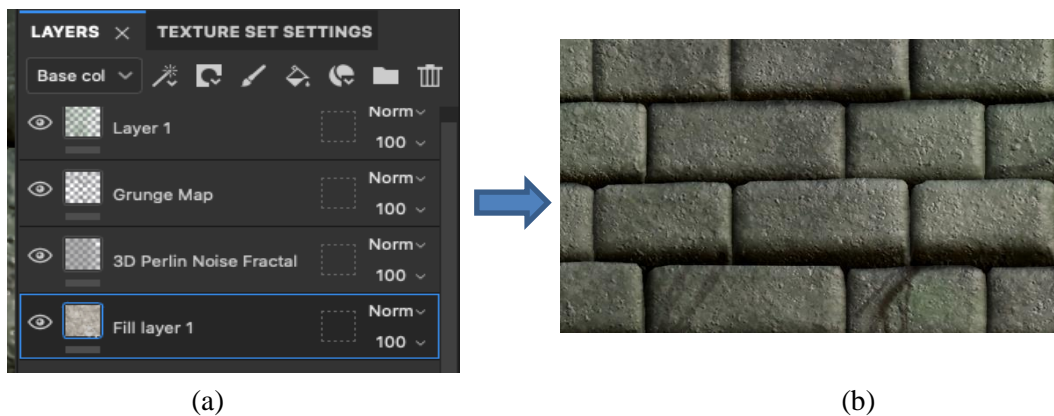 LAYERS × TEXTURE SET SETTINGS
Base col
Norm
Layer 1
100
Norm
Grunge Map
100
Norm
3D Perlin Noise Fractal
100
Norm
Fill layer 1
100
(a) (b)